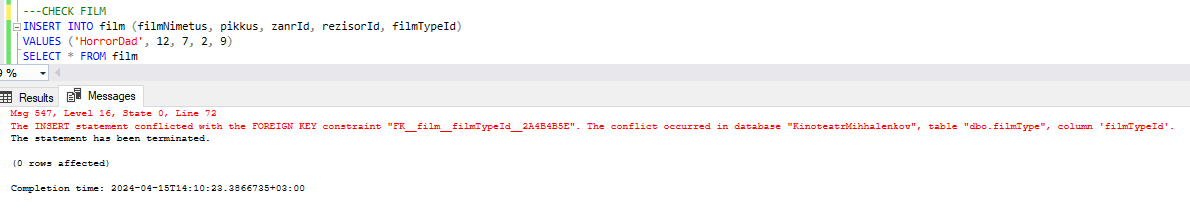 ---CHECK FILM
INSERT INTO film (filmNimetus, pikkus, zanrId, rezisorId, filmTypeId)
VALUES ('HorrorDad', 12, 7, 2, 9)
SELECT * FROM film
9 %
Results Messages
Msg 547, Level 16, State 0, Line 72
The INSERT statement conflicted with the FOREIGN KEY constraint "FK__film__filmTypeId__2A4B4B5E". The conflict occurred in database "KinoteatrMihhalenkov", table "dbo.filmType", column 'filmTypeId'.
The statement has been terminated.
(0 rows affected)
Completion time: 2024-04-15T14:10:23.3866735+03:00